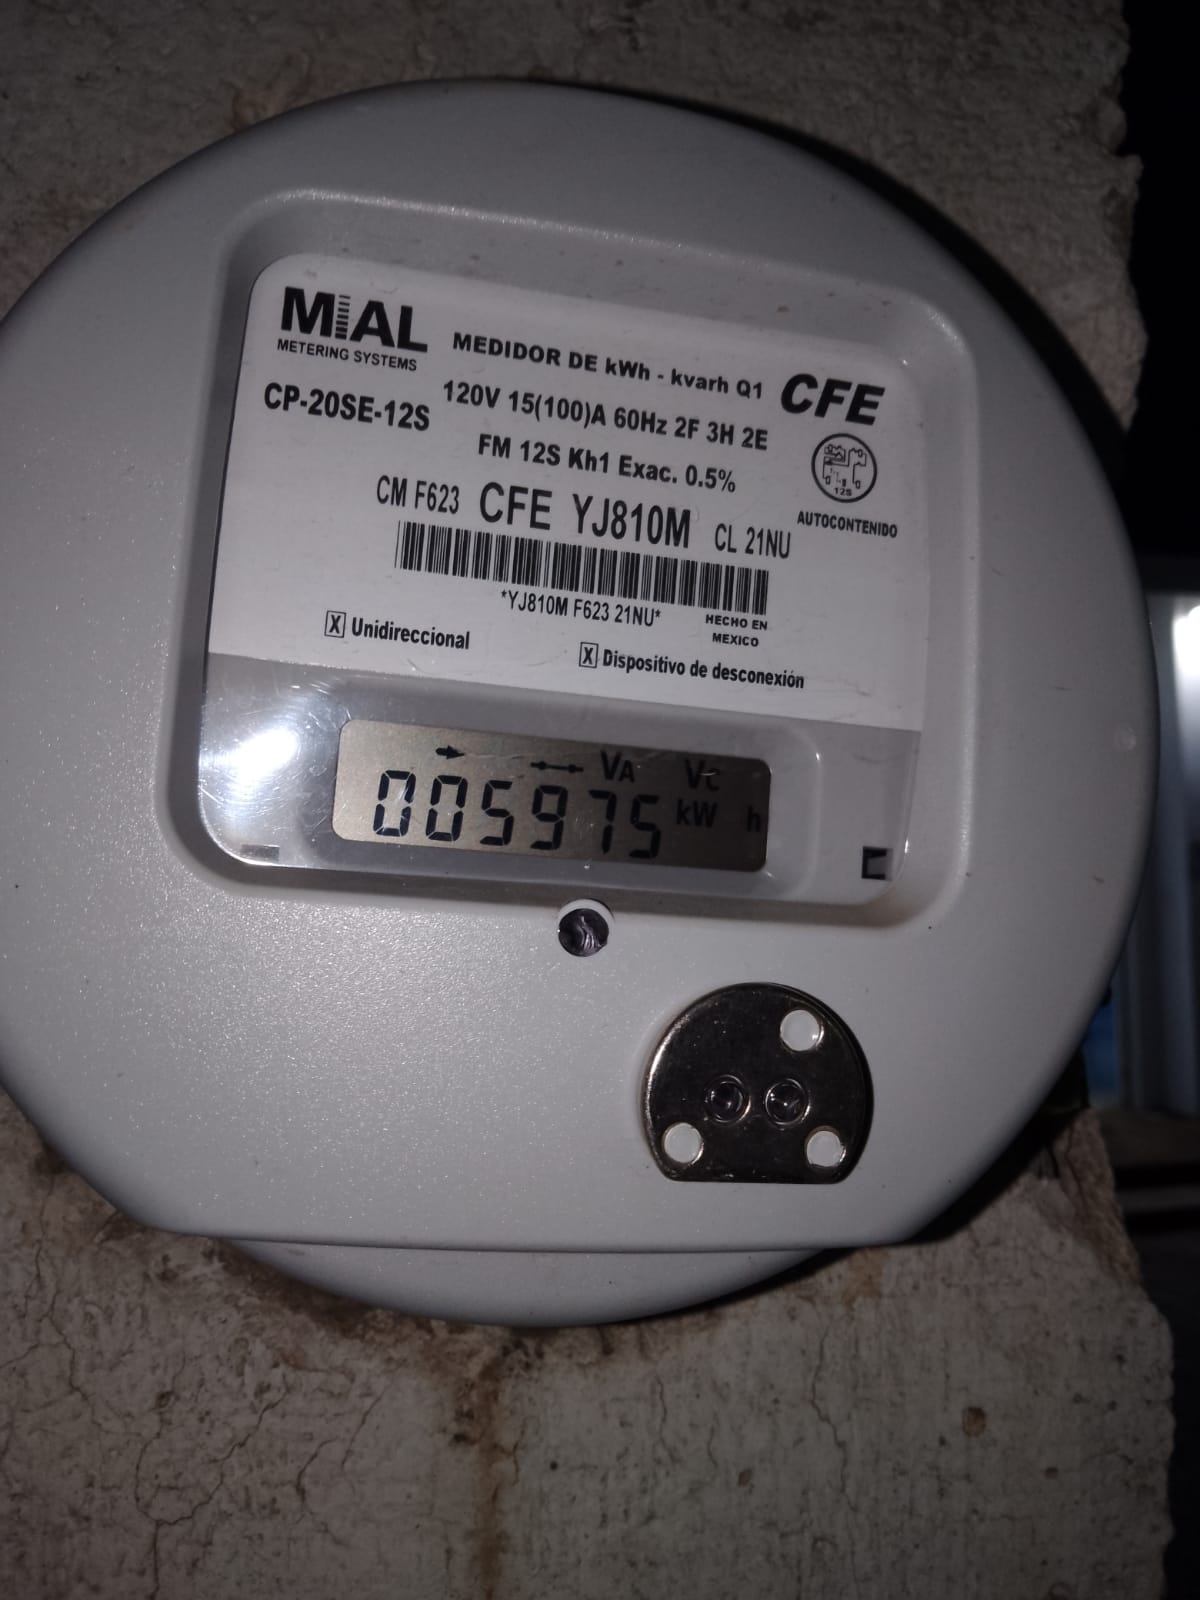 MIAL
METERING SYSTEMS
MEDIDOR DE kWh - kvarh Q1
CFE
CP-20SE-12S
120V 15(100)A 60Hz 2F 3H 2E
FM 12S Kh1 Exac. 0.5%
12S
AUTOCONTENIDO
CM F623 CFE YJ810M CL 21NU
*YJ810M F623 21NU*
HECHO EN
MEXICO
X Unidireccional
X Dispositivo de desconexión
VA Vc
005975 kW h